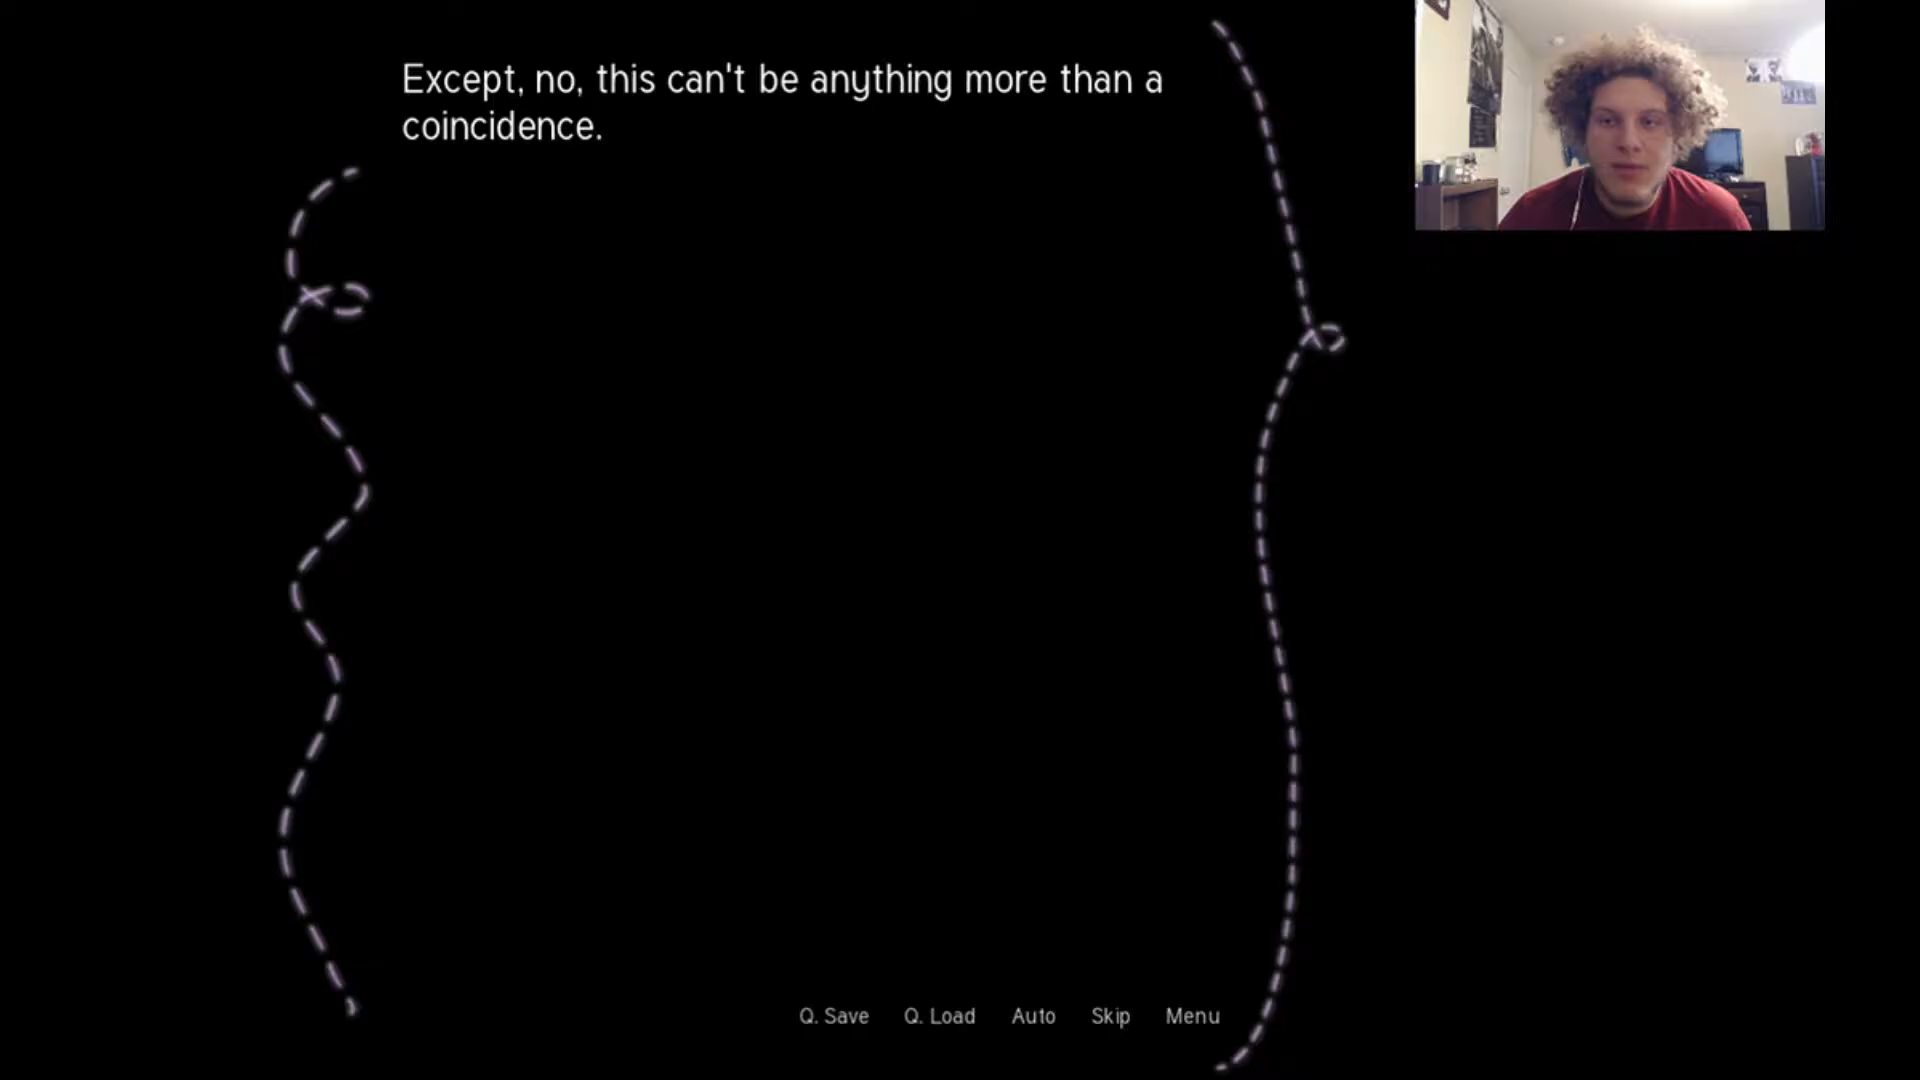 Except, no, this can't be anything more than a
coincidence.
Q. Save Q. Load Auto Skip Menu